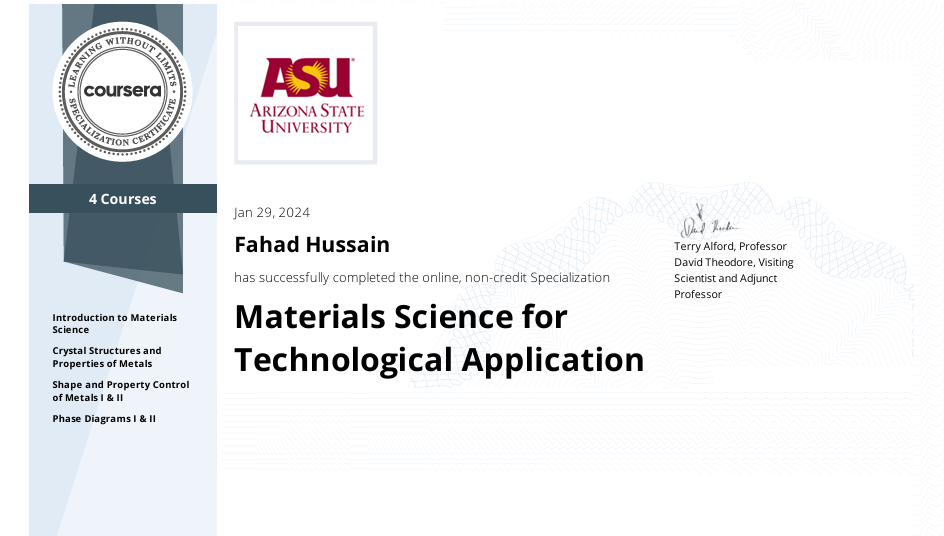 LEARNING WITHOUT LIMITS
coursera
SPECIALIZATION CERTIFICATE
ASU
ARIZONA STATE
UNIVERSITY
4 Courses
Introduction to Materials
Science
Crystal Structures and
Properties of Metals
Shape and Property Control
of Metals I & II
Phase Diagrams I & II
Jan 29, 2024
Fahad Hussain
has successfully completed the online, non-credit Specialization
Materials Science for
Technological Application
David Theodore
Terry Alford, Professor
David Theodore, Visiting
Scientist and Adjunct
Professor